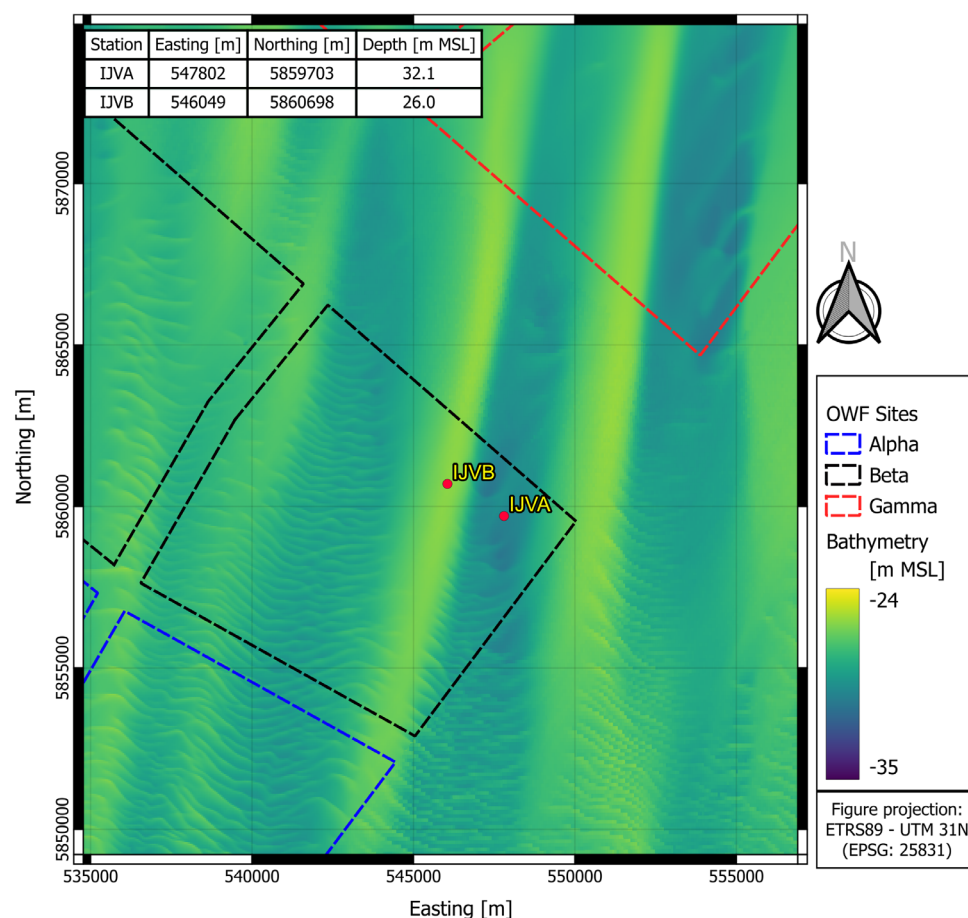 Station Easting [m] Northing [m] Depth [m MSL]
IJVA 547802 5859703 32.1
IJVB 546049 5860698 26.0
5870000
5865000
5860000
5855000
5850000
Northing [m]
IJVB
IJVA
535000 540000 545000 550000 555000
Easting [m]
N
OWF Sites
Alpha
Beta
Gamma
Bathymetry
[m MSL]
-24
-35
Figure projection:
ETRS89 - UTM 31N
(EPSG: 25831)